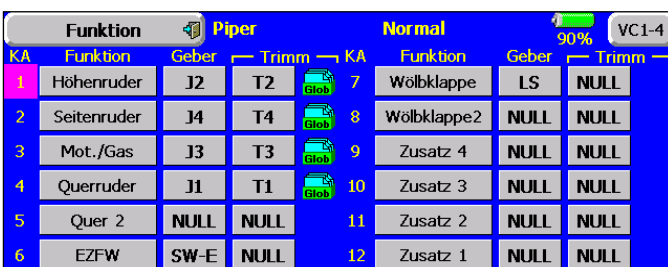 Funktion Piper Normal 90% VC1-4
KA Funktion Geber Trimm KA Funktion Geber Trimm
1 Höhenruder J2 T2 Glob 7 Wölbklappe LS NULL
2 Seitenruder J4 T4 Glob 8 Wölbklappe2 NULL NULL
3 Mot./Gas J3 T3 Glob 9 Zusatz 4 NULL NULL
4 Querruder J1 T1 Glob 10 Zusatz 3 NULL NULL
5 Quer 2 NULL NULL 11 Zusatz 2 NULL NULL
6 EZFW SW-E NULL 12 Zusatz 1 NULL NULL